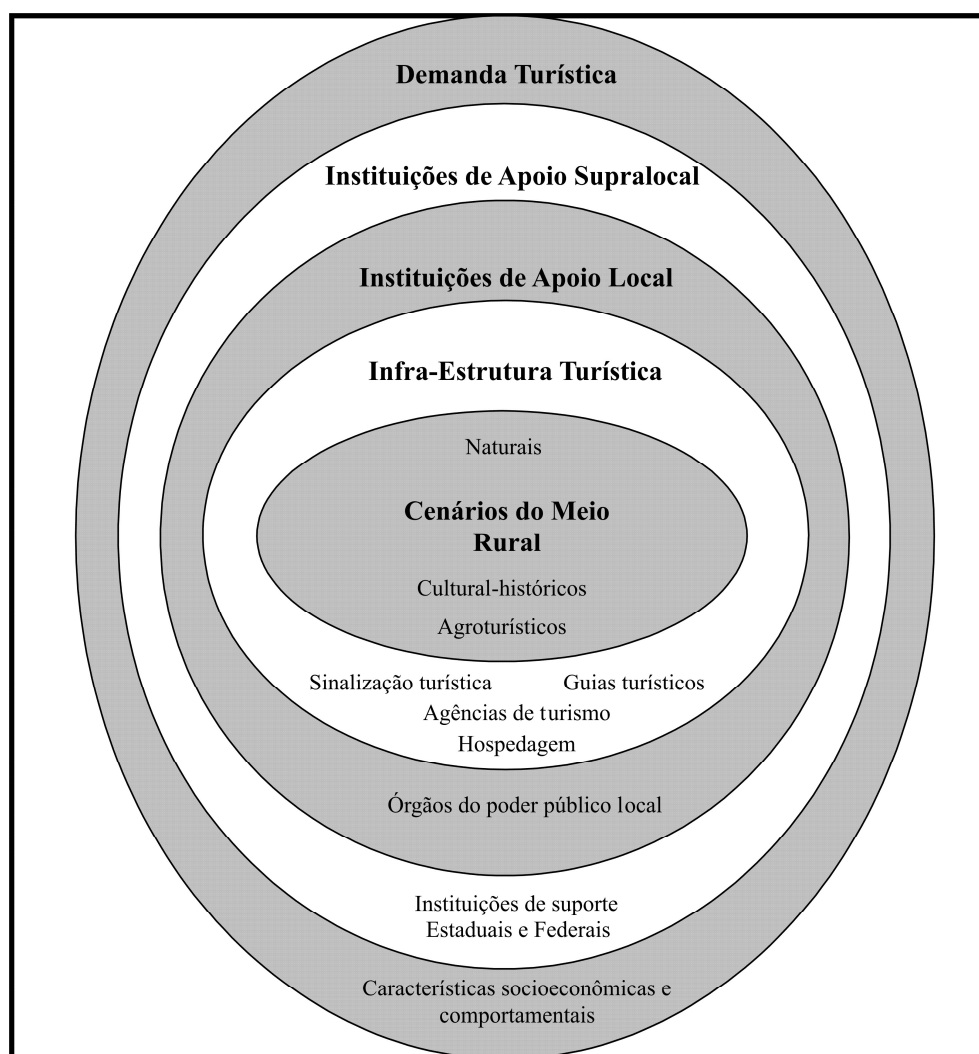 Demanda Turística
Instituições de Apoio Supralocal
Instituições de Apoio Local
Infra-Estrutura Turística
Naturais
Cenários do Meio
Rural
Cultural-históricos
Agroturísticos
Sinalização turística Guias turísticos
Agências de turismo
Hospedagem
Órgãos do poder público local
Instituições de suporte
Estaduais e Federais
Características socioeconômicas e
comportamentais